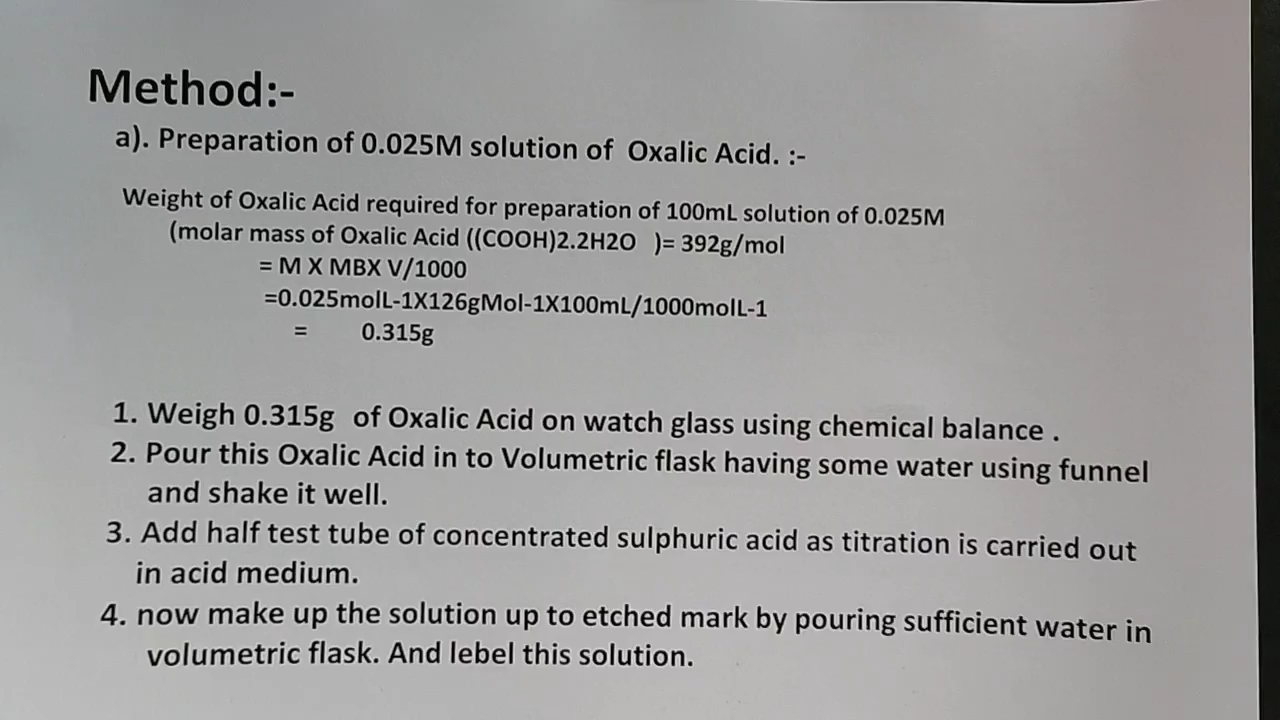 Method:-
a). Preparation of 0.025M solution of Oxalic Acid. :-
Weight of Oxalic Acid required for preparation of 100mL solution of 0.025M
(molar mass of Oxalic Acid ((COOH)2.2H2O )= 392g/mol
= M X MBX V/1000
=0.025molL-1X126gMol-1X100mL/1000molL-1
= 0.315g
1. Weigh 0.315g of Oxalic Acid on watch glass using chemical balance .
2. Pour this Oxalic Acid in to Volumetric flask having some water using funnel
and shake it well.
3. Add half test tube of concentrated sulphuric acid as titration is carried out
in acid medium.
4. now make up the solution up to etched mark by pouring sufficient water in
volumetric flask. And lebel this solution.